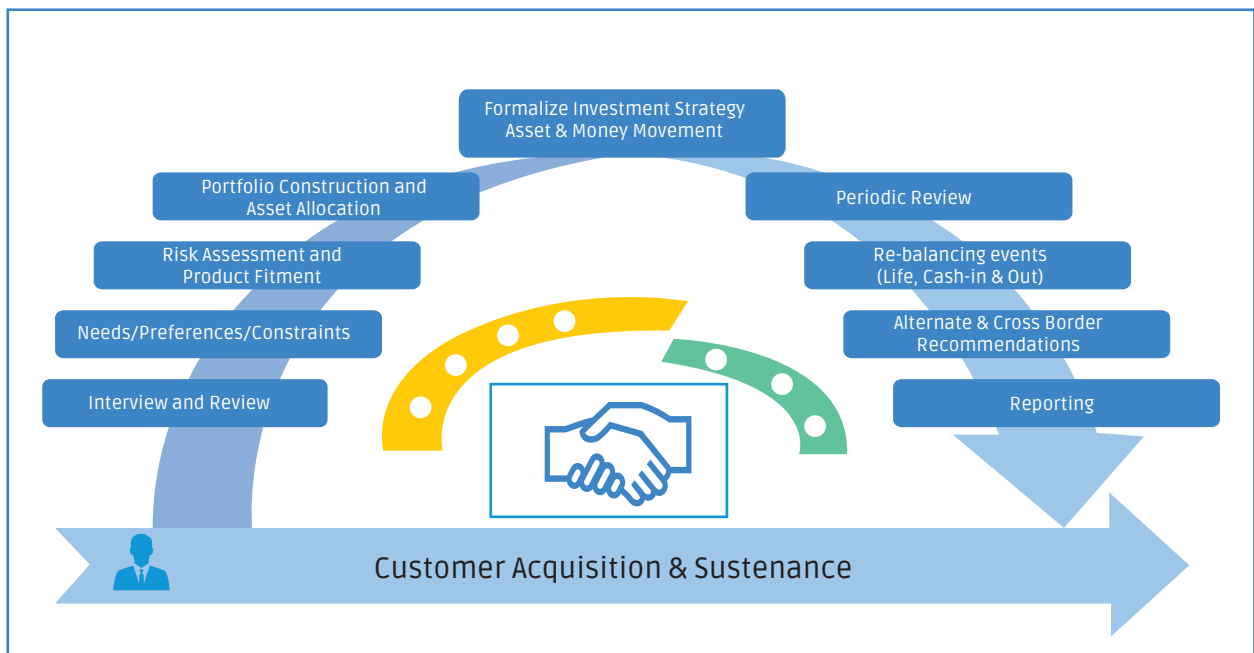 Formalize Investment Strategy
Asset & Money Movement
Portfolio Construction and
Asset Allocation
Periodic Review
Risk Assessment and
Product Fitment
Re-balancing events
(Life, Cash-in & Out)
Needs/Preferences/Constraints
Alternate & Cross Border
Recommendations
Interview and Review
Reporting
Customer Acquisition & Sustenance